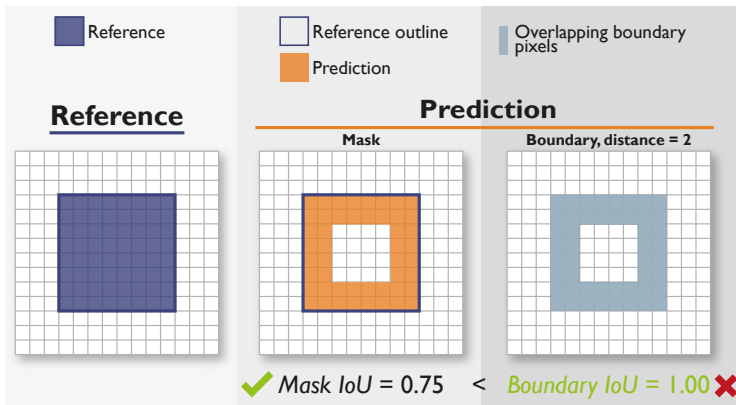 Reference
Reference outline
Prediction
Overlapping boundary
pixels
Reference
Prediction
Mask
Boundary, distance = 2
Mask IoU = 0.75 < Boundary IoU = 1.00